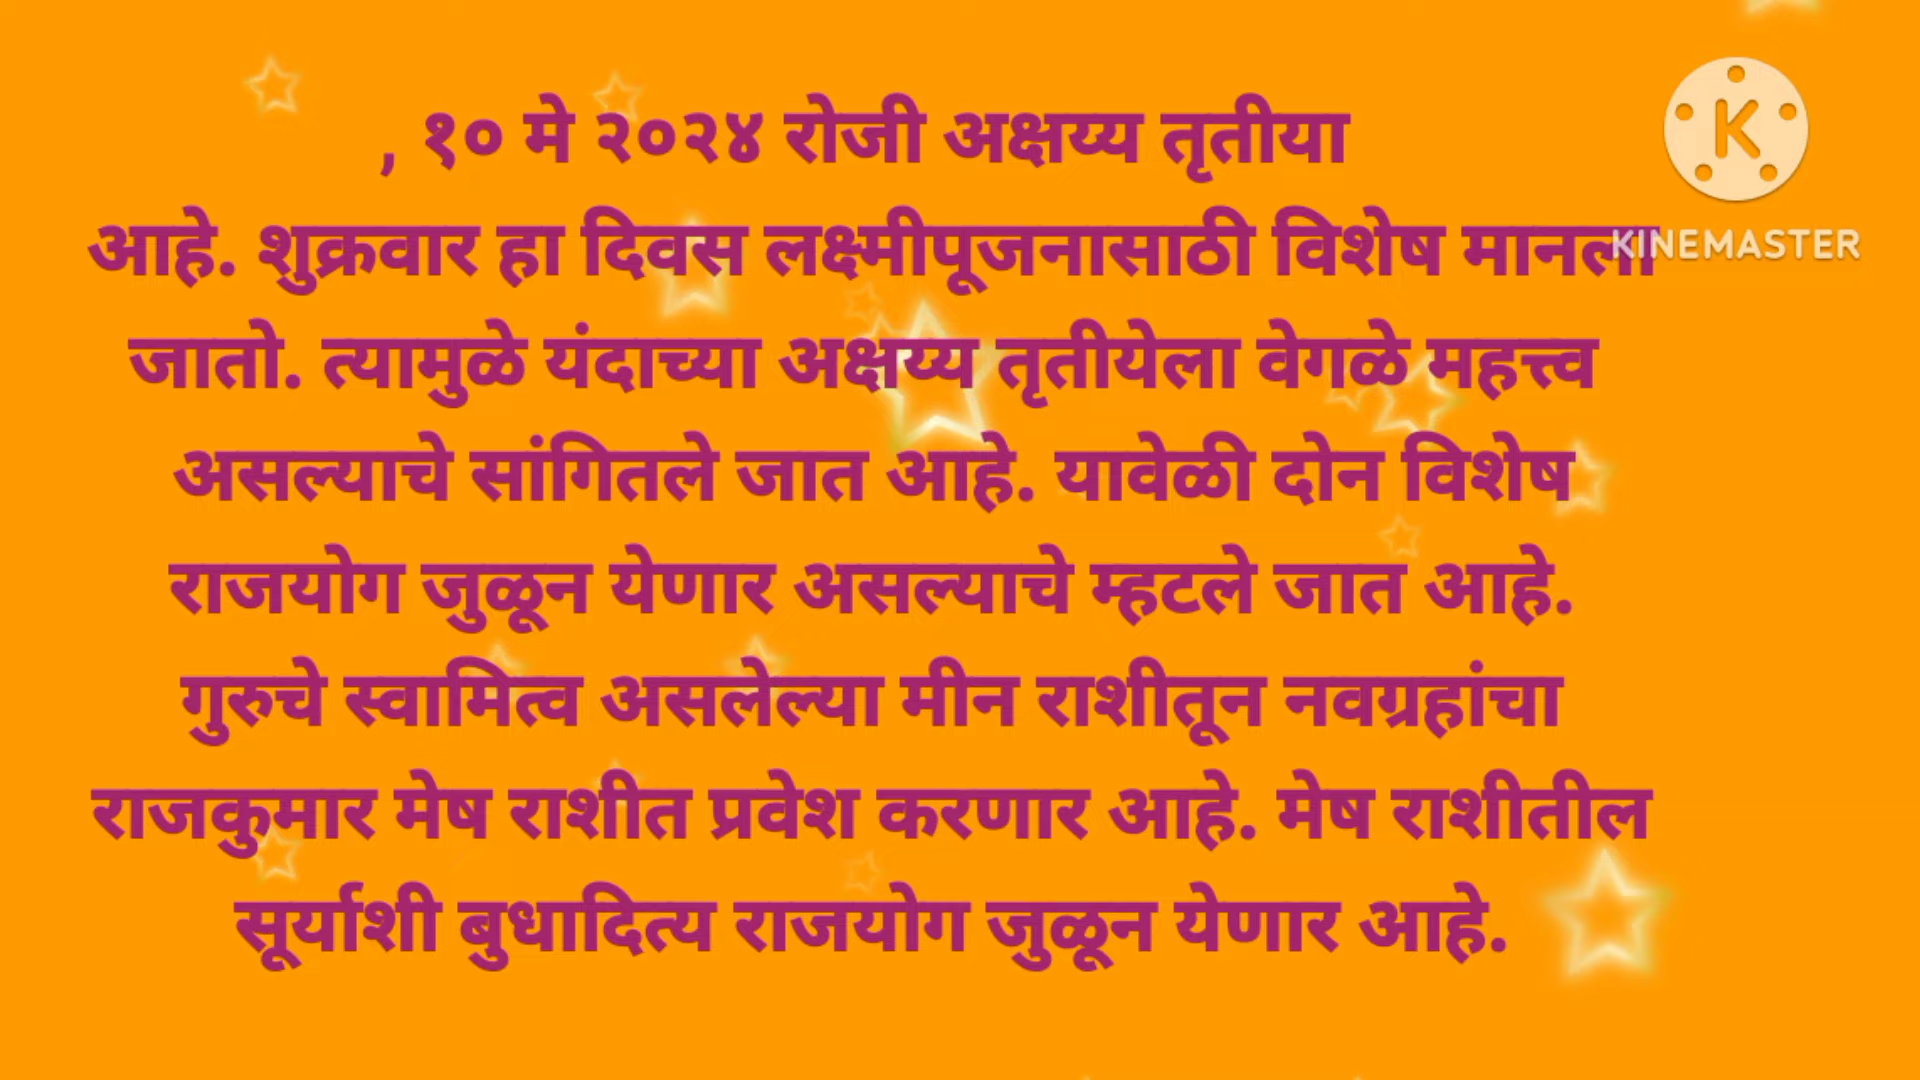 , १० मे २०२४ रोजी अक्षय्य तृतीया
आहे. शुक्रवार हा दिवस लक्ष्मीपूजनासाठी विशेष मानला
जातो. त्यामुळे यंदाच्या अक्षय्य तृतीयेला वेगळे महत्त्व
असल्याचे सांगितले जात आहे. यावेळी दोन विशेष
राजयोग जुळून येणार असल्याचे म्हटले जात आहे.
गुरुचे स्वामित्व असलेल्या मीन राशीतून नवग्रहांचा
राजकुमार मेष राशीत प्रवेश करणार आहे. मेष राशीतील
सूर्याशी बुधादित्य राजयोग जुळून येणार आहे.
K
KINEMASTER